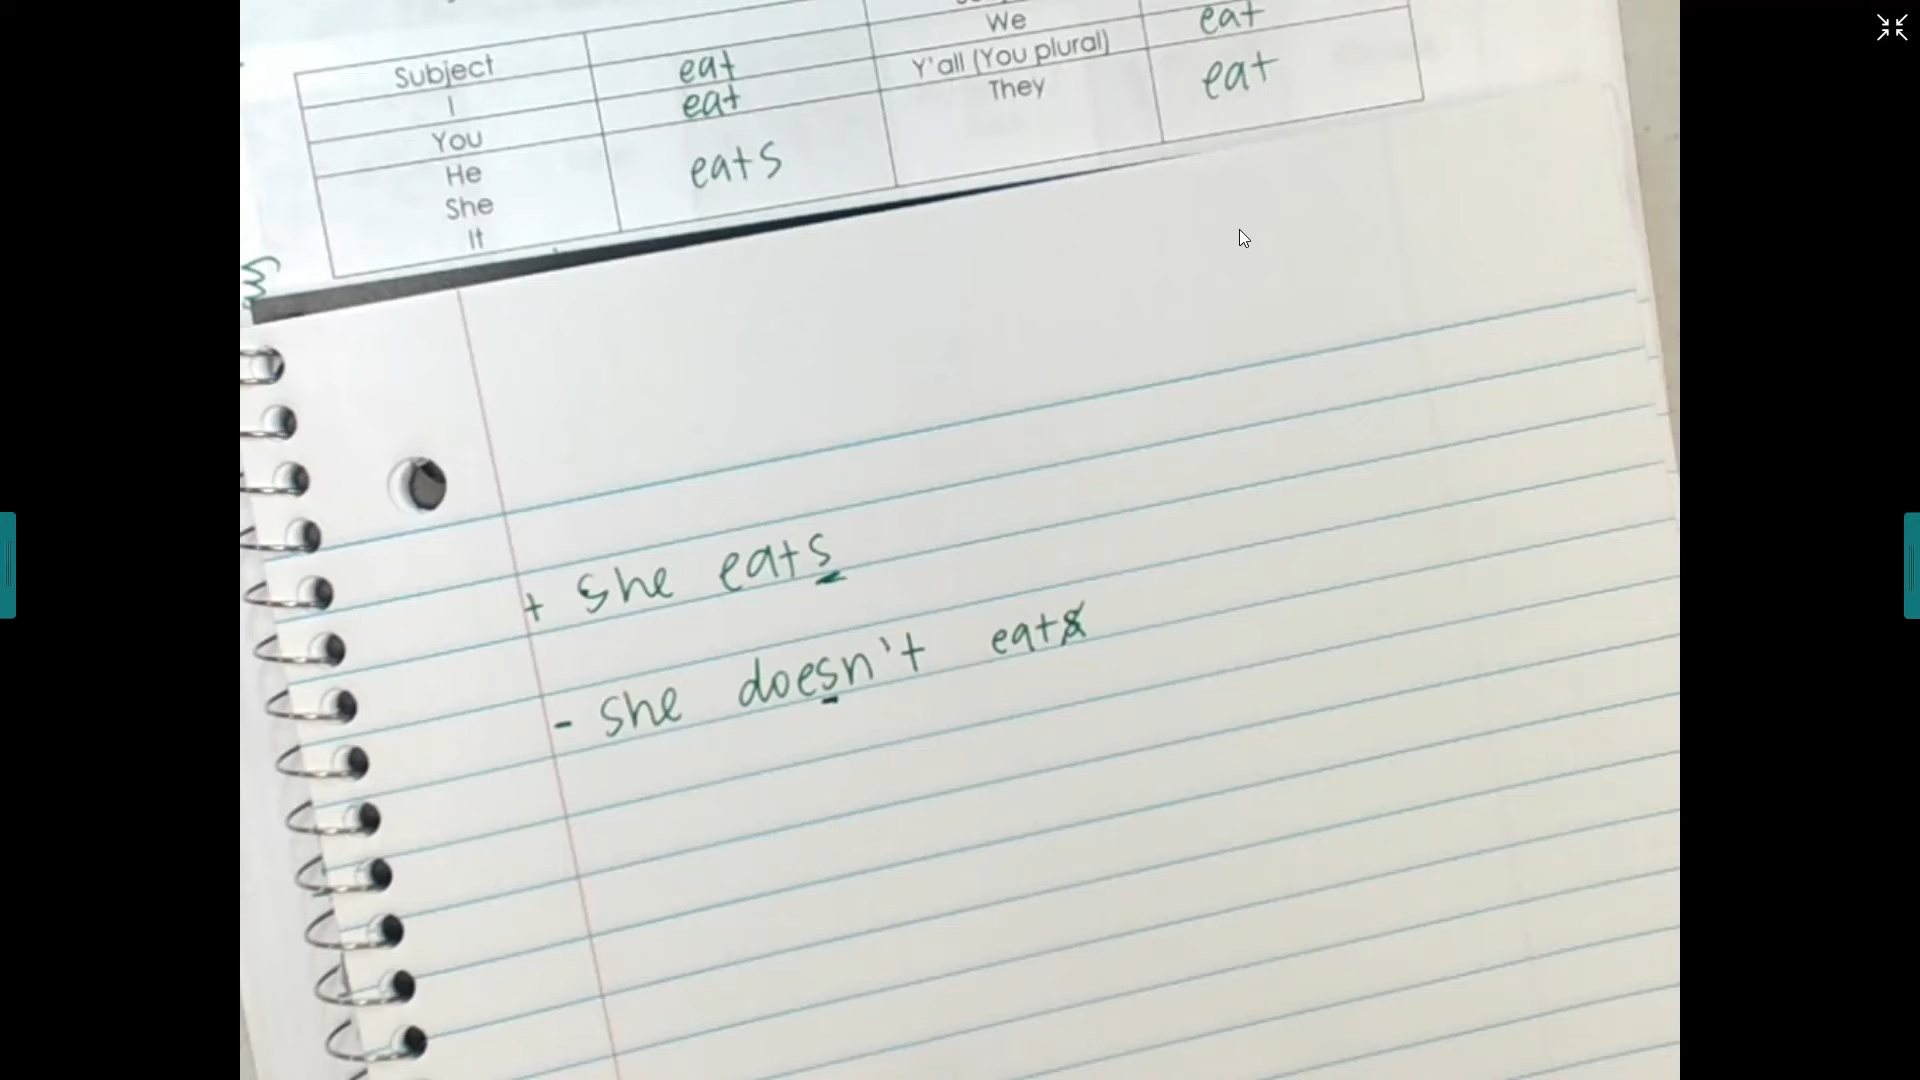 We eat
Subject eat Y'all (You plural) eat
I eat They
You
He eats
She
It
+ She eats
- She doesn't eat